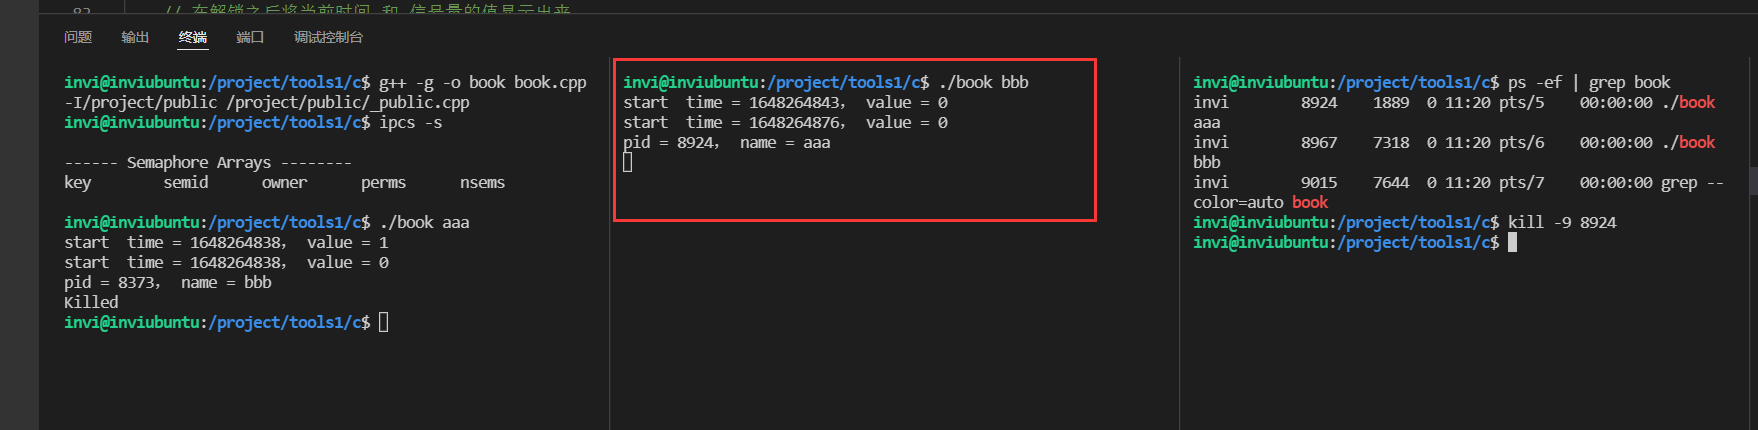 83 // 在解锁之后将当前时间 和 信号量的值显示出来
问题 输出 终端 端口 调试控制台
invi@inviubuntu:/project/tools1/c$ g++ -g -o book book.cpp
-I/project/public /project/public/_public.cpp
invi@inviubuntu:/project/tools1/c$ ipcs -s
------ Semaphore Arrays --------
key semid owner perms nsems
invi@inviubuntu:/project/tools1/c$ ./book aaa
start time = 1648264838, value = 1
start time = 1648264838, value = 0
pid = 8373, name = bbb
Killed
invi@inviubuntu:/project/tools1/c$
invi@inviubuntu:/project/tools1/c$ ./book bbb
start time = 1648264843, value = 0
start time = 1648264876, value = 0
pid = 8924, name = aaa
invi@inviubuntu:/project/tools1/c$ ps -ef | grep book
invi 8924 1889 0 11:20 pts/5 00:00:00 ./book
aaa
invi 8967 7318 0 11:20 pts/6 00:00:00 ./book
bbb
invi 9015 7644 0 11:20 pts/7 00:00:00 grep --
color=auto book
invi@inviubuntu:/project/tools1/c$ kill -9 8924
invi@inviubuntu:/project/tools1/c$